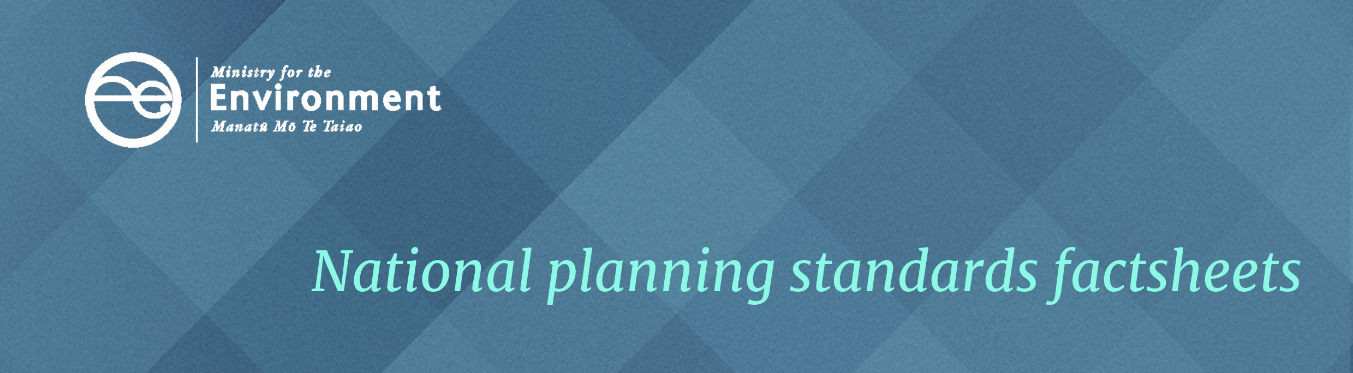 Ministry for the
Environment
Manatū Mō Te Taiao
National planning standards factsheets